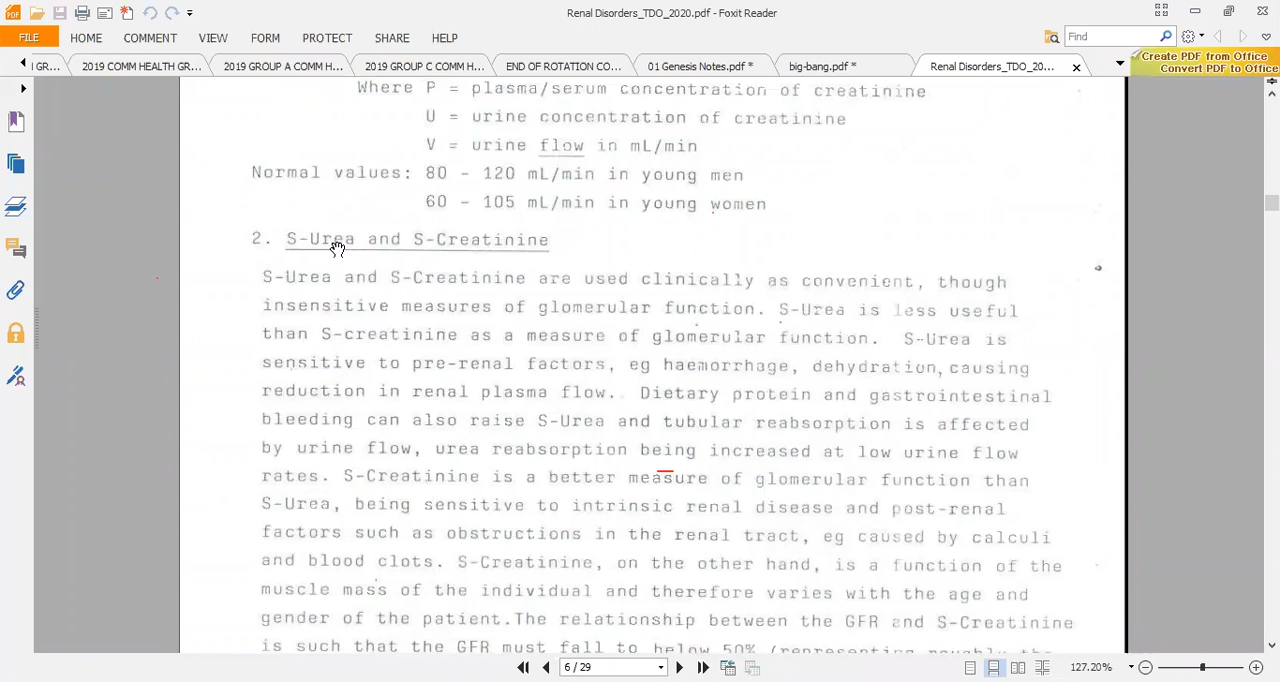 Renal Disorders_TDO_2020.pdf - Foxit Reader
FILE HOME COMMENT VIEW FORM PROTECT SHARE HELP
Find
I GR... 2019 COMM HEALTH GR... 2019 GROUP A COMM H... 2019 GROUP C COMM H... END OF ROTATION CO... 01 Genesis Notes.pdf * big-bang.pdf * Renal Disorders_TDO_20...
Create PDF from Office
Convert PDF to Office
Where P = plasma/serum concentration of creatinine
U = urine concentration of creatinine
V = urine flow in mL/min
Normal values: 80 - 120 mL/min in young men
60 - 105 mL/min in young women
2. S-Urea and S-Creatinine
S-Urea and S-Creatinine are used clinically as convenient, though
insensitive measures of glomerular function. S-Urea is less useful
than S-creatinine as a measure of glomerular function. S-Urea is
sensitive to pre-renal factors, eg haemorrhage, dehydration, causing
reduction in renal plasma flow. Dietary protein and gastrointestinal
bleeding can also raise S-Urea and tubular reabsorption is affected
by urine flow, urea reabsorption being increased at low urine flow
rates. S-Creatinine is a better measure of glomerular function than
S-Urea, being sensitive to intrinsic renal disease and post-renal
factors such as obstructions in the renal tract, eg caused by calculi
and blood clots. S-Creatinine, on the other hand, is a function of the
muscle mass of the individual and therefore varies with the age and
gender of the patient.The relationship between the GFR and S-Creatinine
is such that the GFR must fall to below 50% (representing roughly the
6 / 29
127.20%